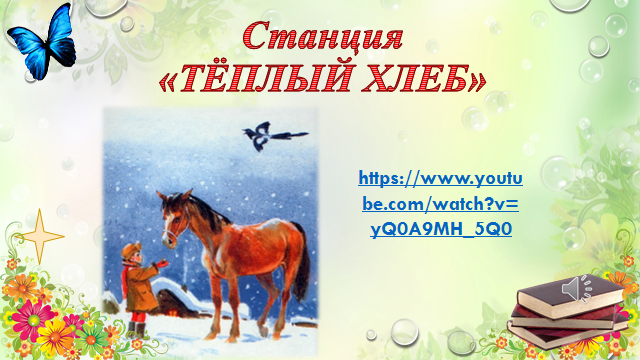 Станция
«ТЁПЛЫЙ ХЛЕБ»
https://www.youtu
be.com/watch?v=
yQ0A9MH_5Q0